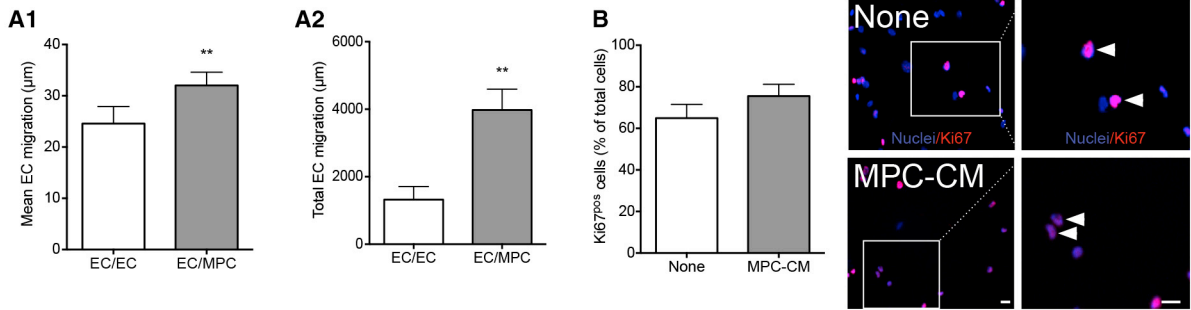 A1
Mean EC migration (µm)
40
30
20
10
0
**
EC/EC
EC/MPC
A2
Total EC migration (µm)
6000
4000
2000
0
**
EC/EC
EC/MPC
B
Ki67pos cells (% of total cells)
100
80
60
40
20
0
None
MPC-CM
None
Nuclei/Ki67
Nuclei/Ki67
MPC-CM